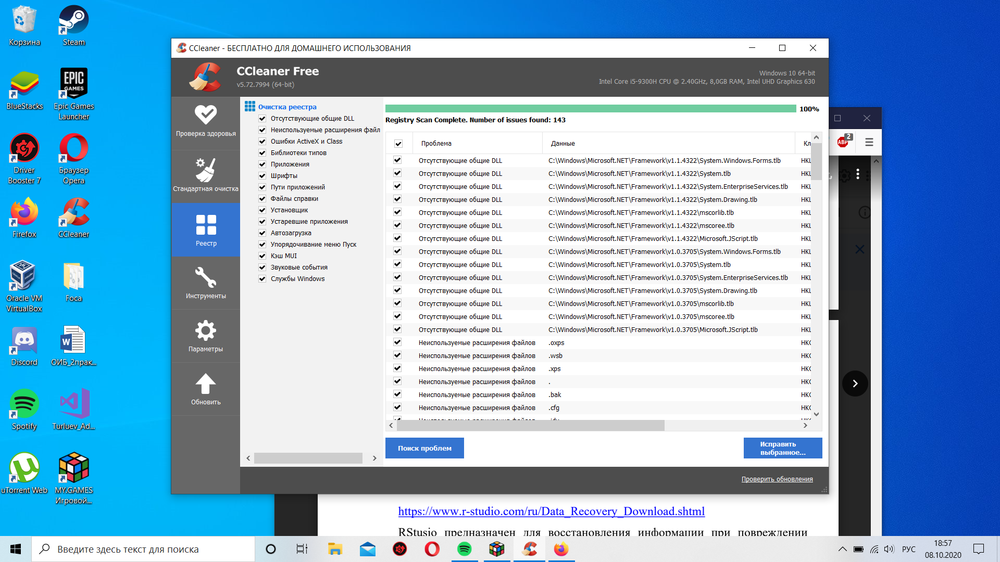 Корзина
Steam
BlueStacks
Epic Games
Launcher
EPIC
GAMES
Driver
Booster 7
Браузер
Opera
Firefox
CCleaner
Oracle VM
VirtualBox
Foca
Discord
ОИБ_2прак...
Spotify
Turluev_Ad...
uTorrent Web
MY.GAMES
Игровой...
CCleaner - БЕСПЛАТНО ДЛЯ ДОМАШНЕГО ИСПОЛЬЗОВАНИЯ
CCleaner Free
v5.72.7994 (64-bit)
Windows 10 64-bit
Intel Core i5-9300H CPU @ 2.40GHz, 8,0GB RAM, Intel UHD Graphics 630
Проверка здоровья
Стандартная очистка
Реестр
Инструменты
Параметры
Обновить
Очистка реестра
Отсутствующие общие DLL
Неиспользуемые расширения файл
Ошибки ActiveX и Class
Библиотеки типов
Приложения
Шрифты
Пути приложений
Файлы справки
Установщик
Устаревшие приложения
Автозагрузка
Упорядочивание меню Пуск
Кэш MUI
Звуковые события
Службы Windows
100%
Registry Scan Complete. Number of issues found: 143
Проблема Данные Кл
Отсутствующие общие DLL C:\Windows\Microsoft.NET\Framework\v1.1.4322\System.Windows.Forms.tlb HKL
Отсутствующие общие DLL C:\Windows\Microsoft.NET\Framework\v1.1.4322\System.tlb HKL
Отсутствующие общие DLL C:\Windows\Microsoft.NET\Framework\v1.1.4322\System.EnterpriseServices.tlb HKL
Отсутствующие общие DLL C:\Windows\Microsoft.NET\Framework\v1.1.4322\System.Drawing.tlb HKL
Отсутствующие общие DLL C:\Windows\Microsoft.NET\Framework\v1.1.4322\mscorlib.tlb HKL
Отсутствующие общие DLL C:\Windows\Microsoft.NET\Framework\v1.1.4322\mscoree.tlb HKL
Отсутствующие общие DLL C:\Windows\Microsoft.NET\Framework\v1.1.4322\Microsoft.JScript.tlb HKL
Отсутствующие общие DLL C:\Windows\Microsoft.NET\Framework\v1.0.3705\System.Windows.Forms.tlb HKL
Отсутствующие общие DLL C:\Windows\Microsoft.NET\Framework\v1.0.3705\System.tlb HKL
Отсутствующие общие DLL C:\Windows\Microsoft.NET\Framework\v1.0.3705\System.EnterpriseServices.tlb HKL
Отсутствующие общие DLL C:\Windows\Microsoft.NET\Framework\v1.0.3705\System.Drawing.tlb HKL
Отсутствующие общие DLL C:\Windows\Microsoft.NET\Framework\v1.0.3705\mscorlib.tlb HKL
Отсутствующие общие DLL C:\Windows\Microsoft.NET\Framework\v1.0.3705\mscoree.tlb HKL
Отсутствующие общие DLL C:\Windows\Microsoft.NET\Framework\v1.0.3705\Microsoft.JScript.tlb HKL
Неиспользуемые расширения файлов .oxps HKC
Неиспользуемые расширения файлов .wsb HKC
Неиспользуемые расширения файлов .xps HKC
Неиспользуемые расширения файлов . HKC
Неиспользуемые расширения файлов .bak HKC
Неиспользуемые расширения файлов .cfg HKC
Поиск проблем
Исправить
выбранное...
Проверить обновления
ABP
2
https://www.r-studio.com/ru/Data_Recovery_Download.shtml
RStusio предназначен для восстановления информации при повреждении
Введите здесь текст для поиска
РУС
18:57
08.10.2020